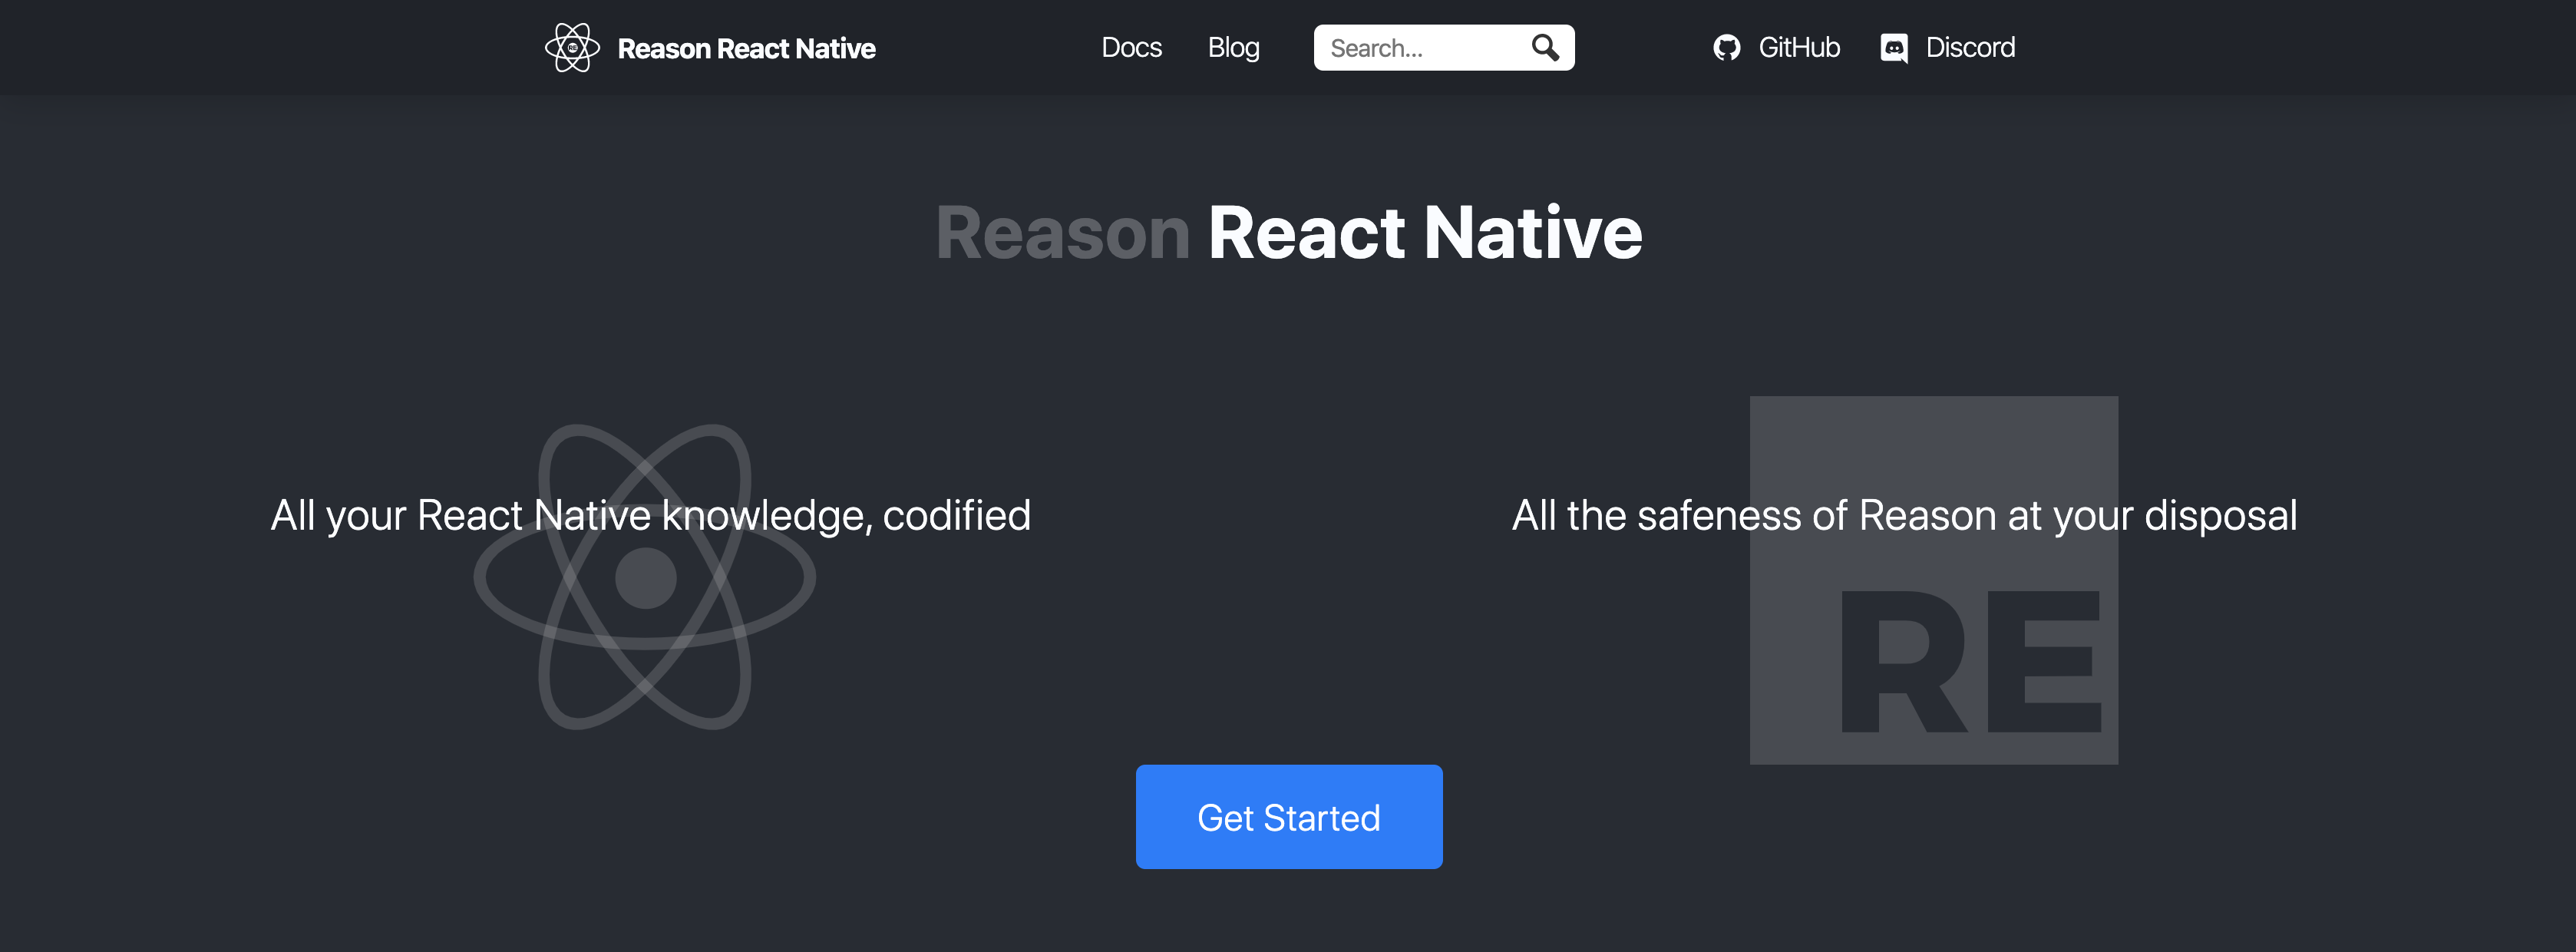 Reason React Native
Docs
Blog
Search...
GitHub
Discord
Reason React Native
All your React Native knowledge, codified
All the safeness of Reason at your disposal
RE
Get Started